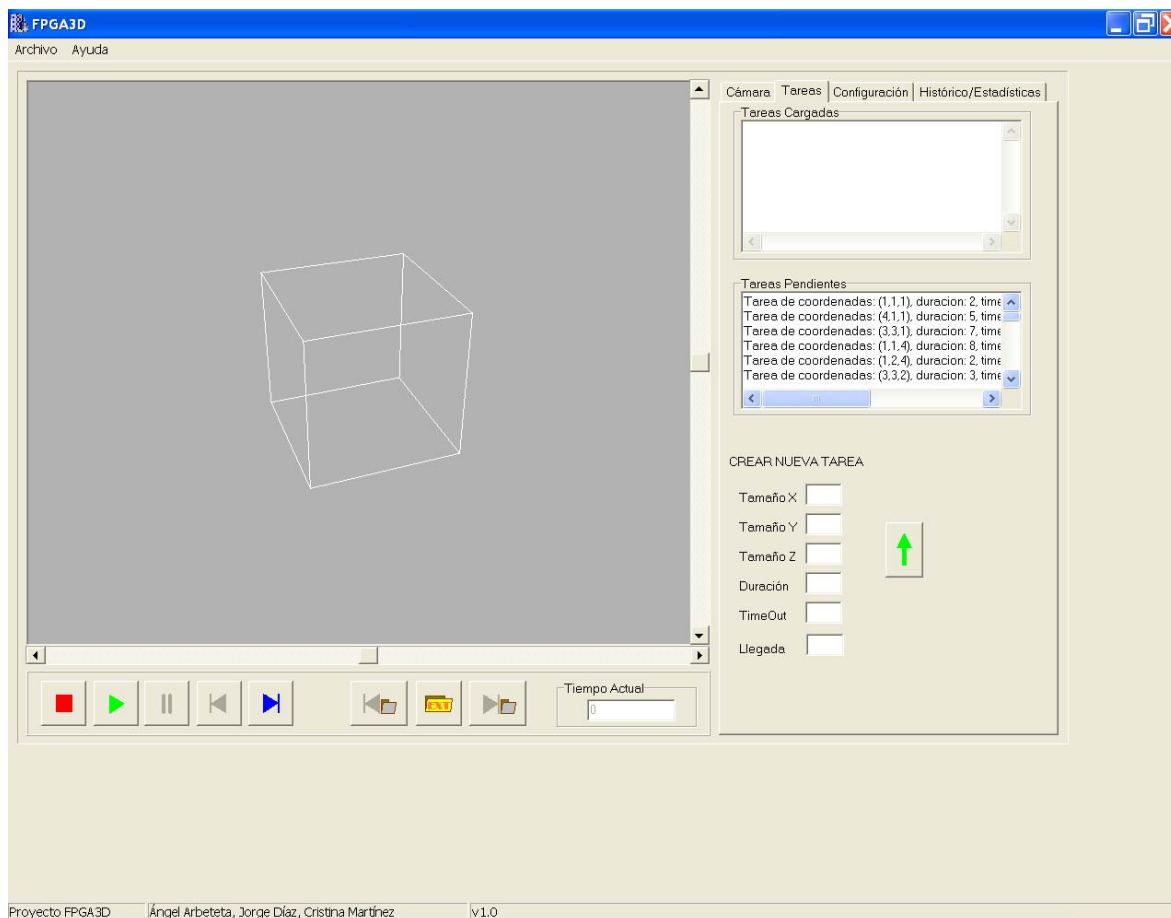 FPGA3D
Archivo Ayuda
Cámara Tareas Configuración Histórico/Estadísticas
Tareas Cargadas
Tareas Pendientes
Tarea de coordenadas: (1,1,1), duracion: 2, time
Tarea de coordenadas: (4,1,1), duracion: 5, time
Tarea de coordenadas: (3,3,1), duracion: 7, time
Tarea de coordenadas: (1,1,4), duracion: 8, time
Tarea de coordenadas: (1,2,4), duracion: 2, time
Tarea de coordenadas: (3,3,2), duracion: 3, time
CREAR NUEVA TAREA
Tamaño X
Tamaño Y
Tamaño Z
Duración
TimeOut
Llegada
EXT
Tiempo Actual
0
Proyecto FPGA3D Ángel Arbeteta, Jorge Díaz, Cristina Martínez v1.0